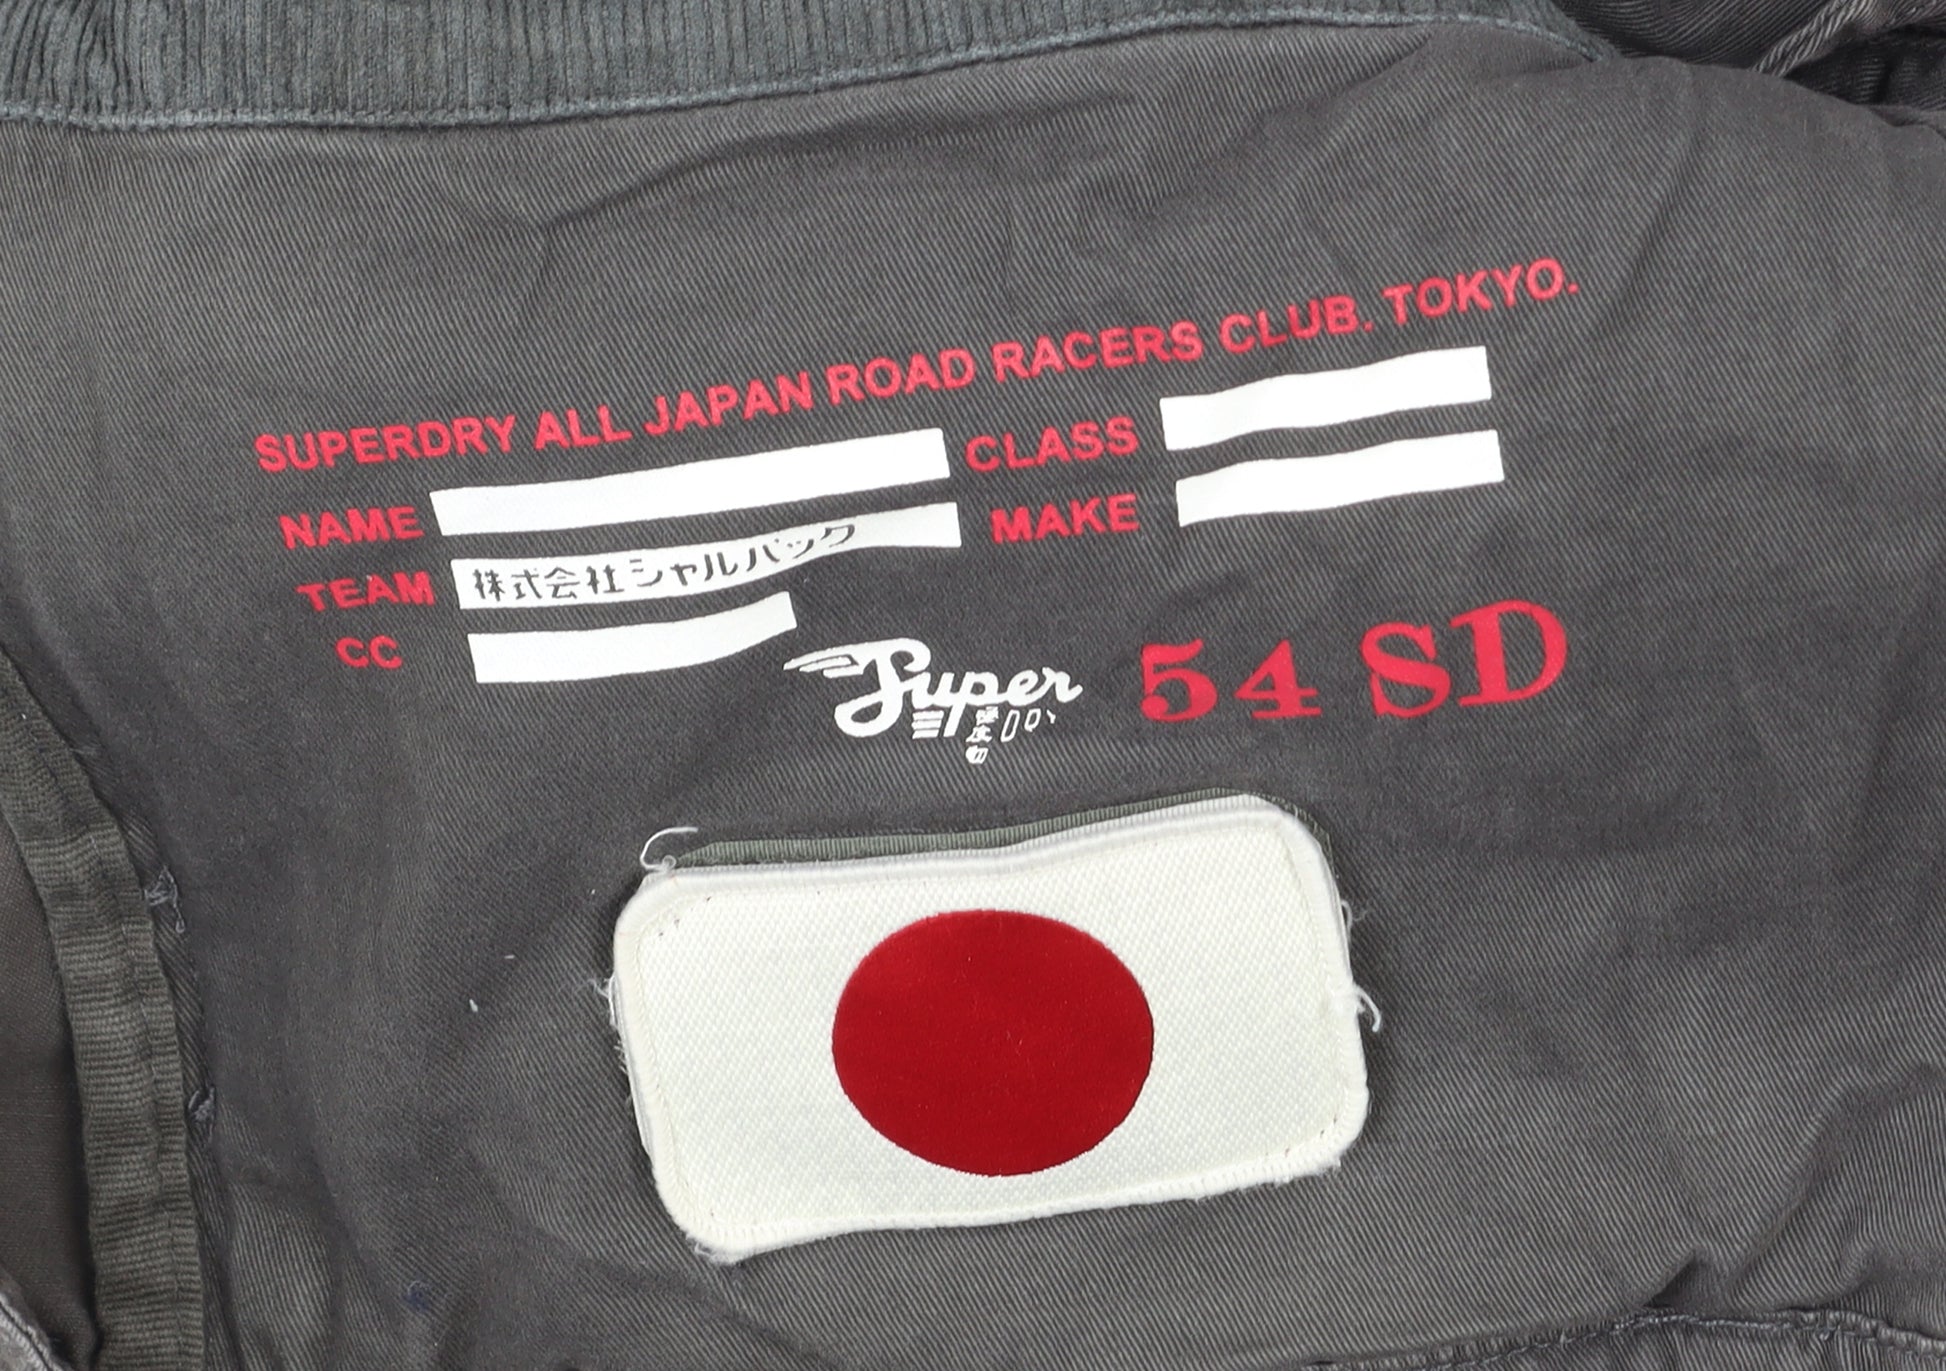 SUPERDRY ALL JAPAN ROAD RACERS CLUB. TOKYO.
NAME CLASS
TEAM 株式会社シャルパック MAKE
CC
Super 54 SD